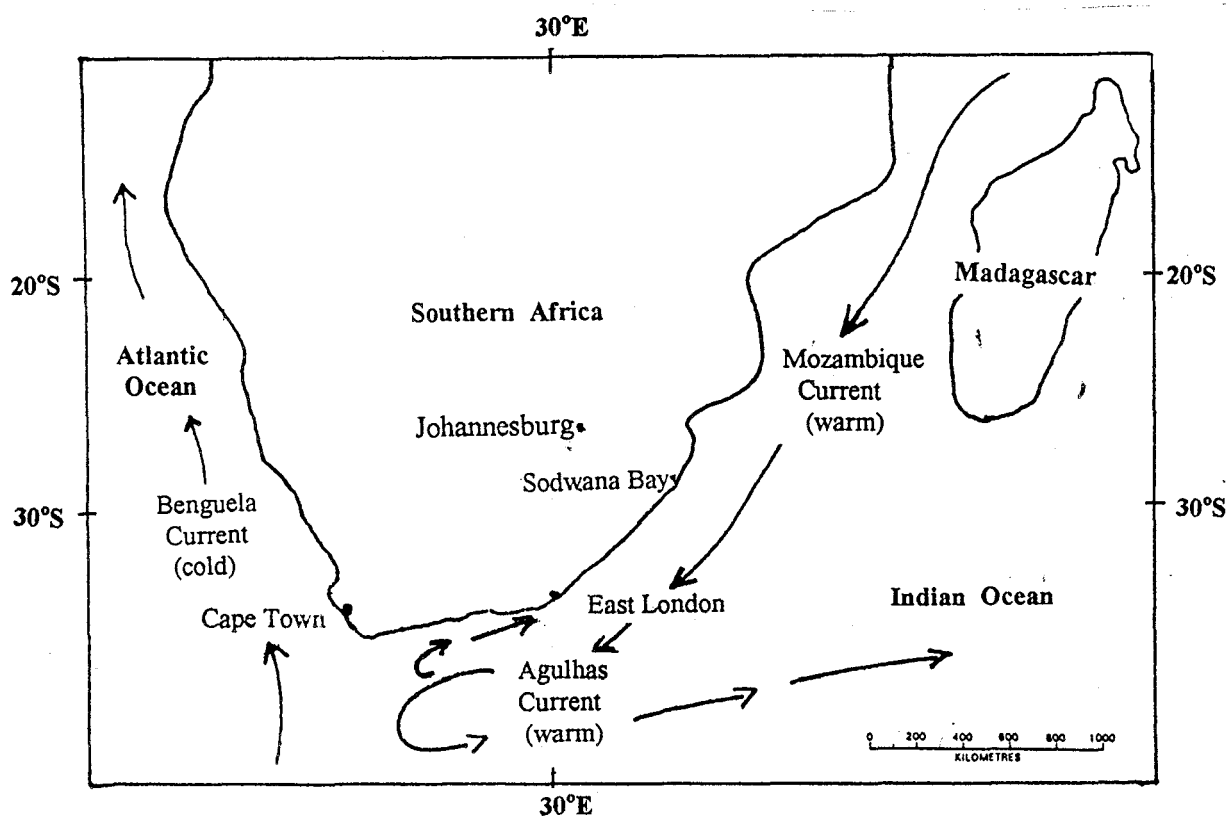 30°E
20°S
Southern Africa
Madagascar
20°S
Atlantic
Ocean
Mozambique
Current
(warm)
Johannesburg
Sodwana Bay
Benguela
Current
(cold)
30°S
30°S
Cape Town
East London
Indian Ocean
Agulhas
Current
(warm)
0 200 400 600 800 1000
KILOMETRES
30°E